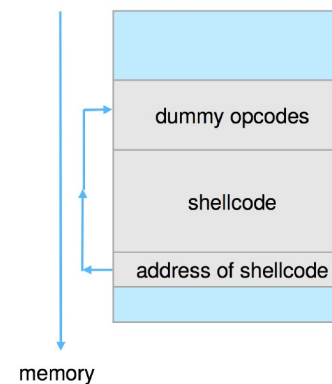 dummy opcodes
shellcode
address of shellcode
memory